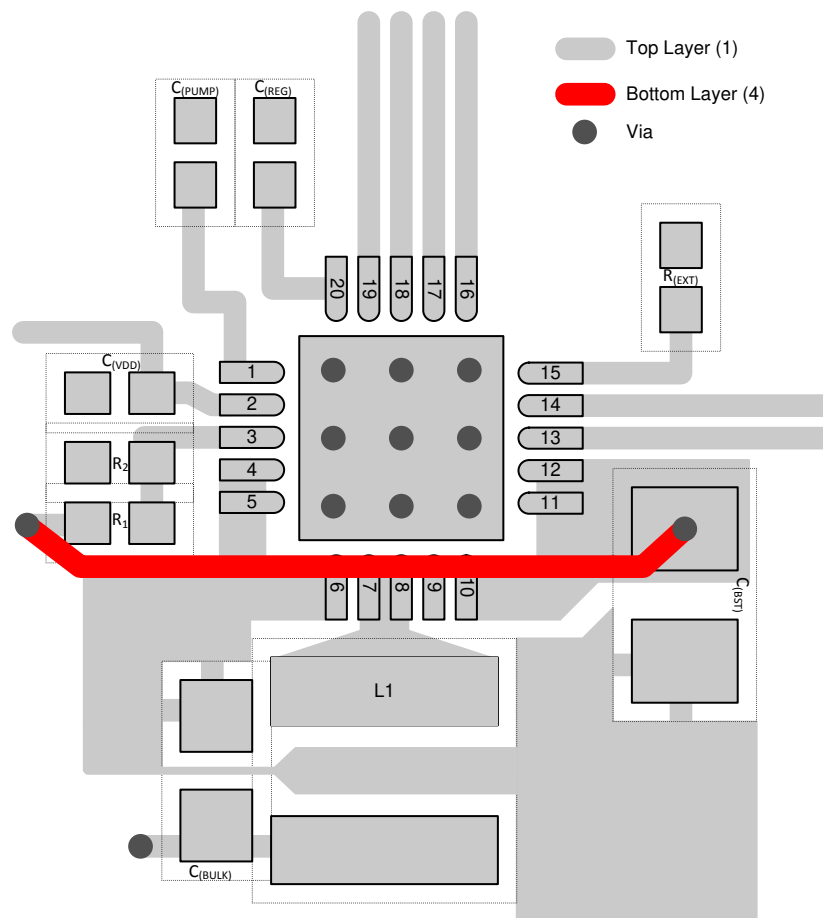 Top Layer (1)
C(PUMP) C(REG)
Bottom Layer (4)
Via
R(EXT)
20 19 18 17 16
C(VDD)
1 15
2 14
3 13
R2 4 12
5 11
R1
6 7 8 9 10
C(BST)
L1
C(BULK)